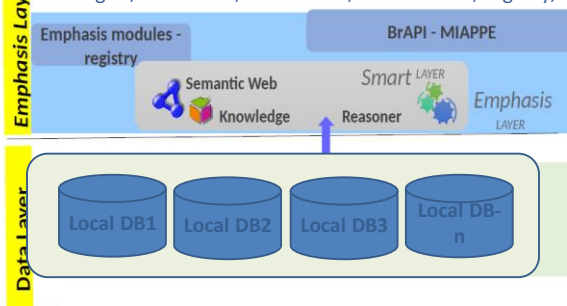 Emphasis Lay
Emphasis modules -
registry
BrAPI - MIAPPE
Semantic Web
Smart LAYER
Knowledge
Reasoner
Emphasis
LAYER
Data Layer
Local DB1
Local DB2
Local DB3
Local DB-
n